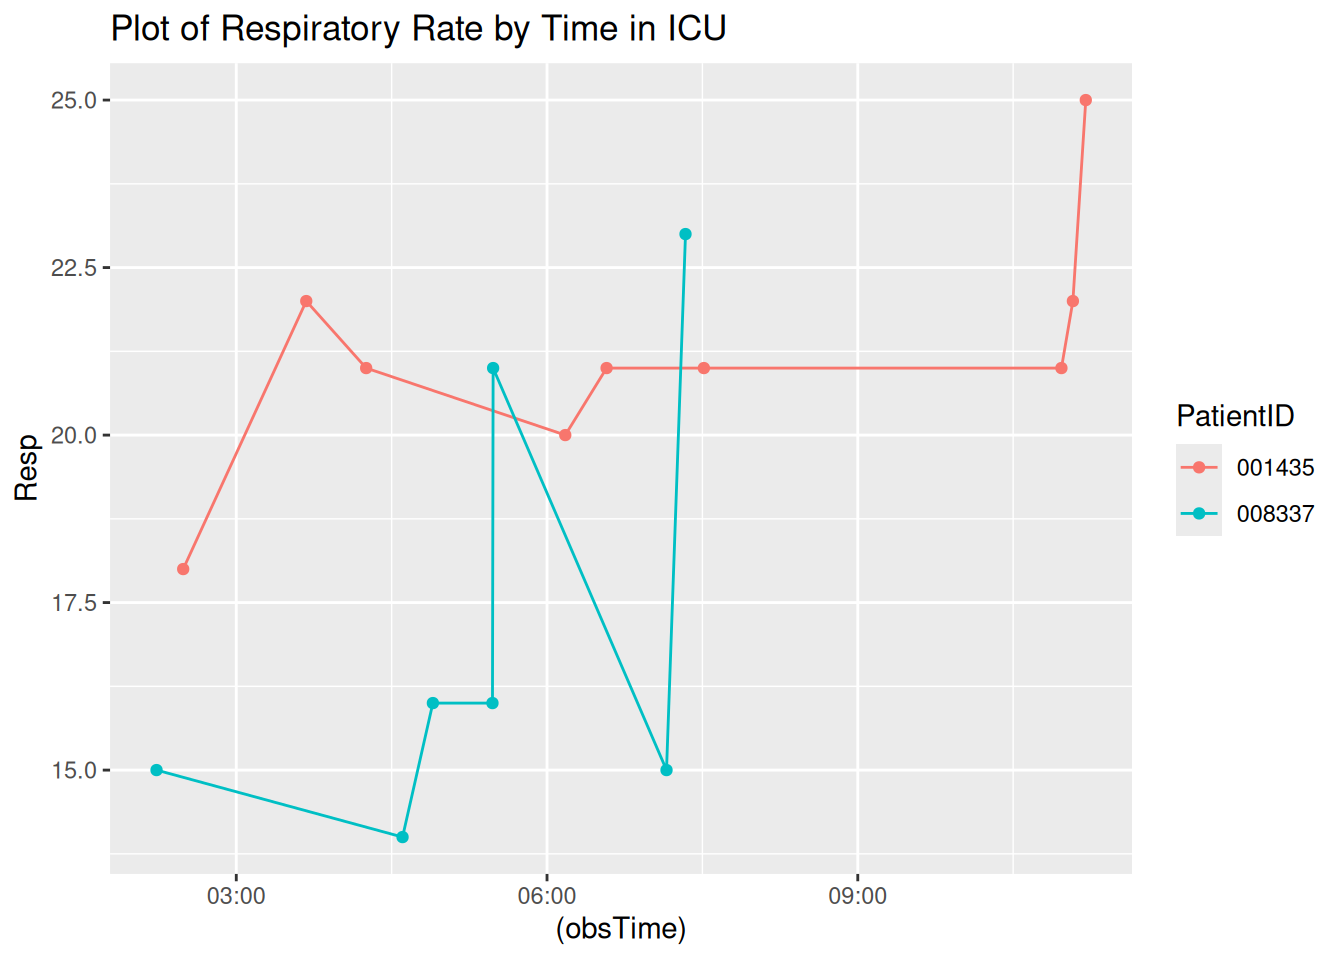 Plot of Respiratory Rate by Time in ICU
25.0
22.5
20.0
17.5
15.0
Resp
03:00 06:00 09:00
(obsTime)
PatientID
001435
008337